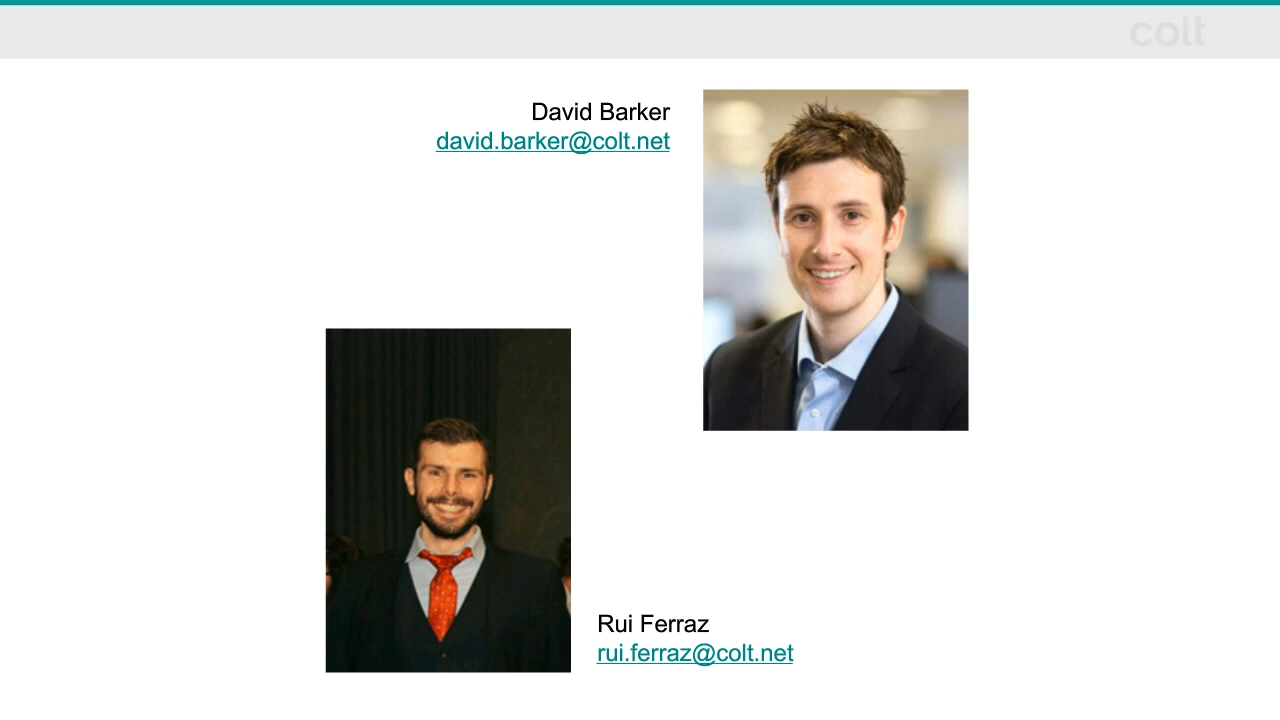 colt
David Barker
david.barker@colt.net
Rui Ferraz
rui.ferraz@colt.net